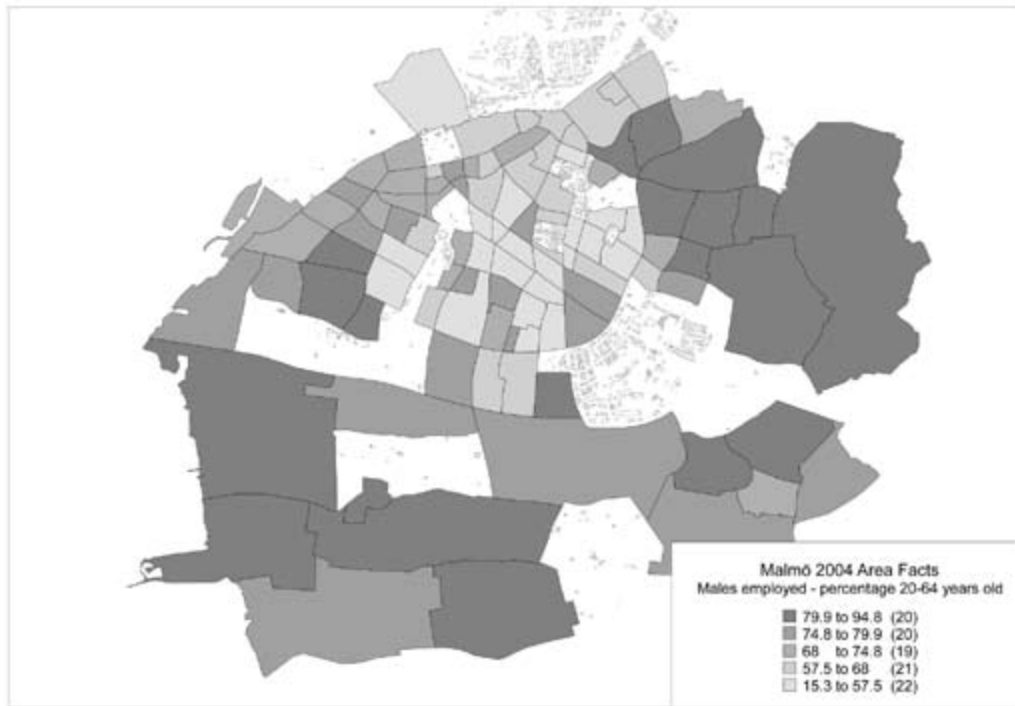 Malmö 2004 Area Facts
Males employed - percentage 20-64 years old
79.9 to 94.8 (20)
74.8 to 79.9 (20)
68 to 74.8 (19)
57.5 to 68 (21)
15.3 to 57.5 (22)